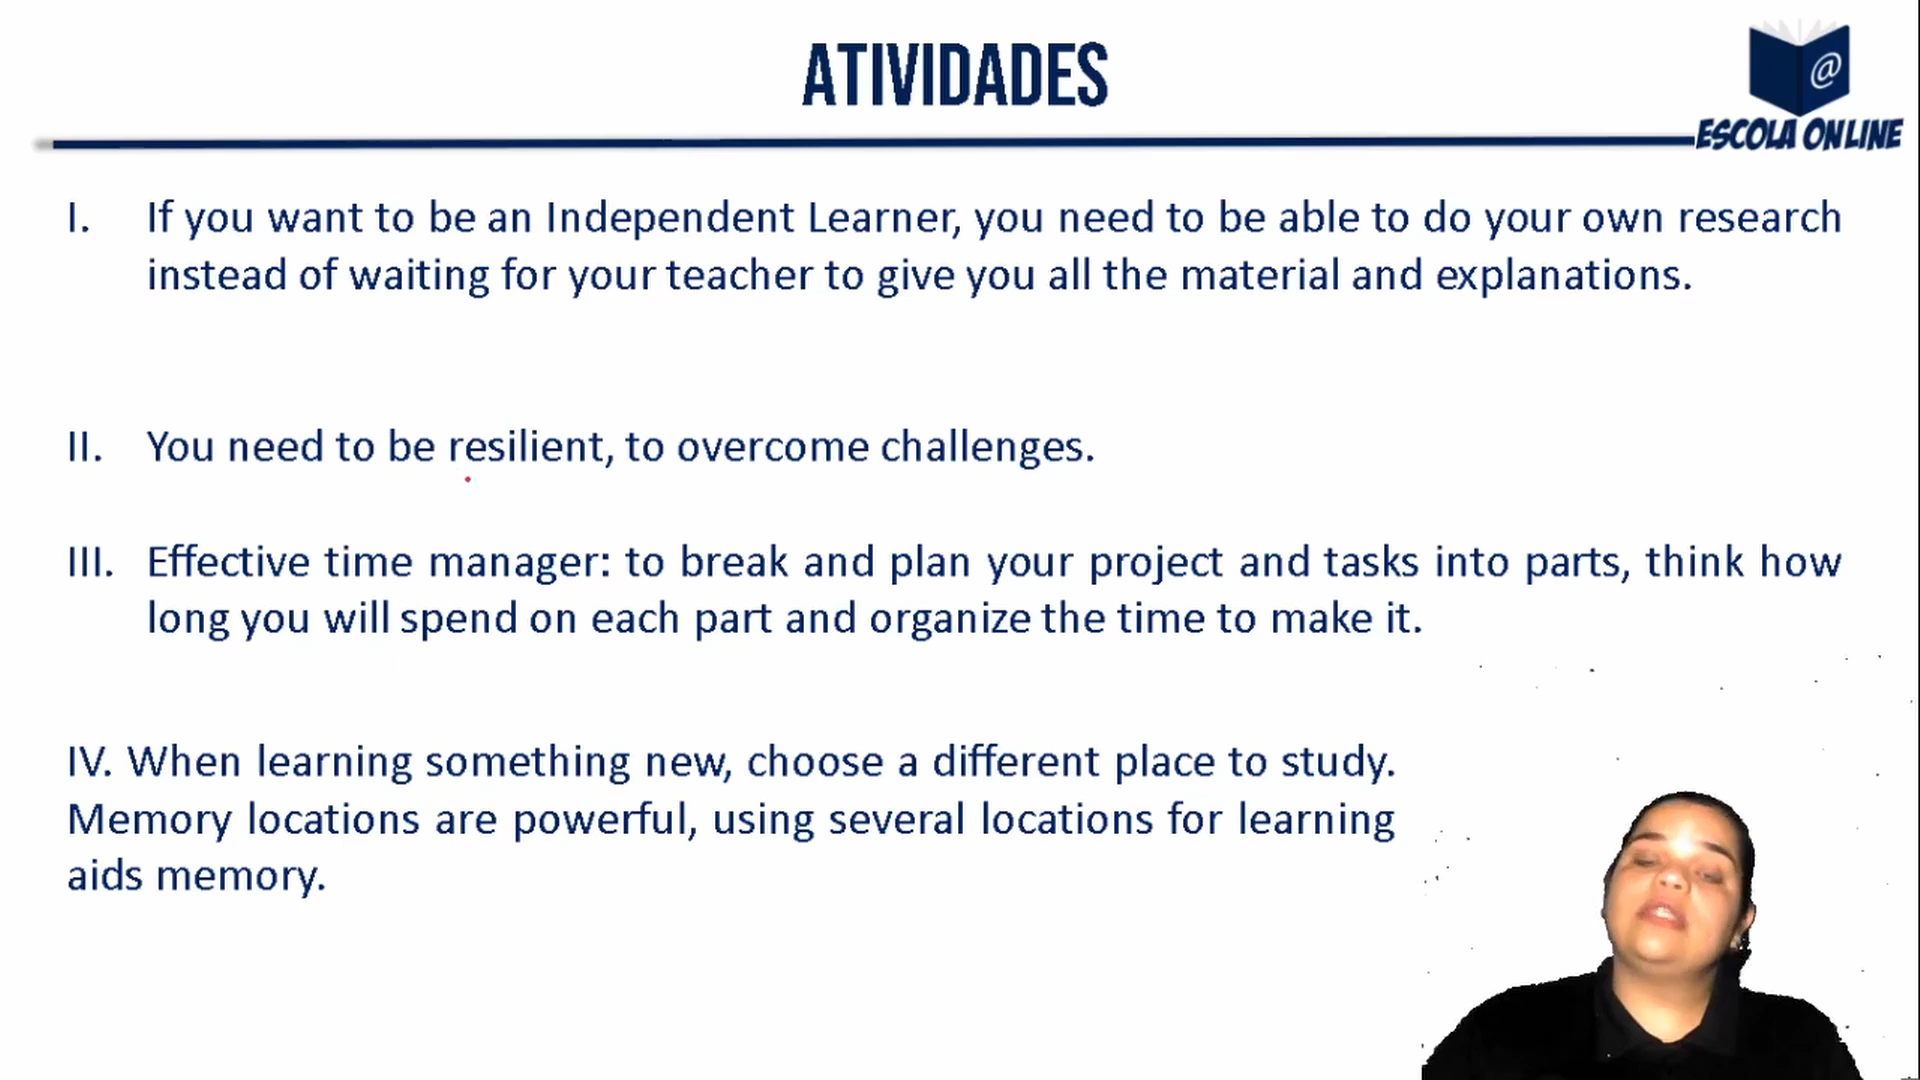 ATIVIDADES
@
ESCOLA ONLINE
I. If you want to be an Independent Learner, you need to be able to do your own research
instead of waiting for your teacher to give you all the material and explanations.
II. You need to be resilient, to overcome challenges.
III. Effective time manager: to break and plan your project and tasks into parts, think how
long you will spend on each part and organize the time to make it.
IV. When learning something new, choose a different place to study.
Memory locations are powerful, using several locations for learning
aids memory.